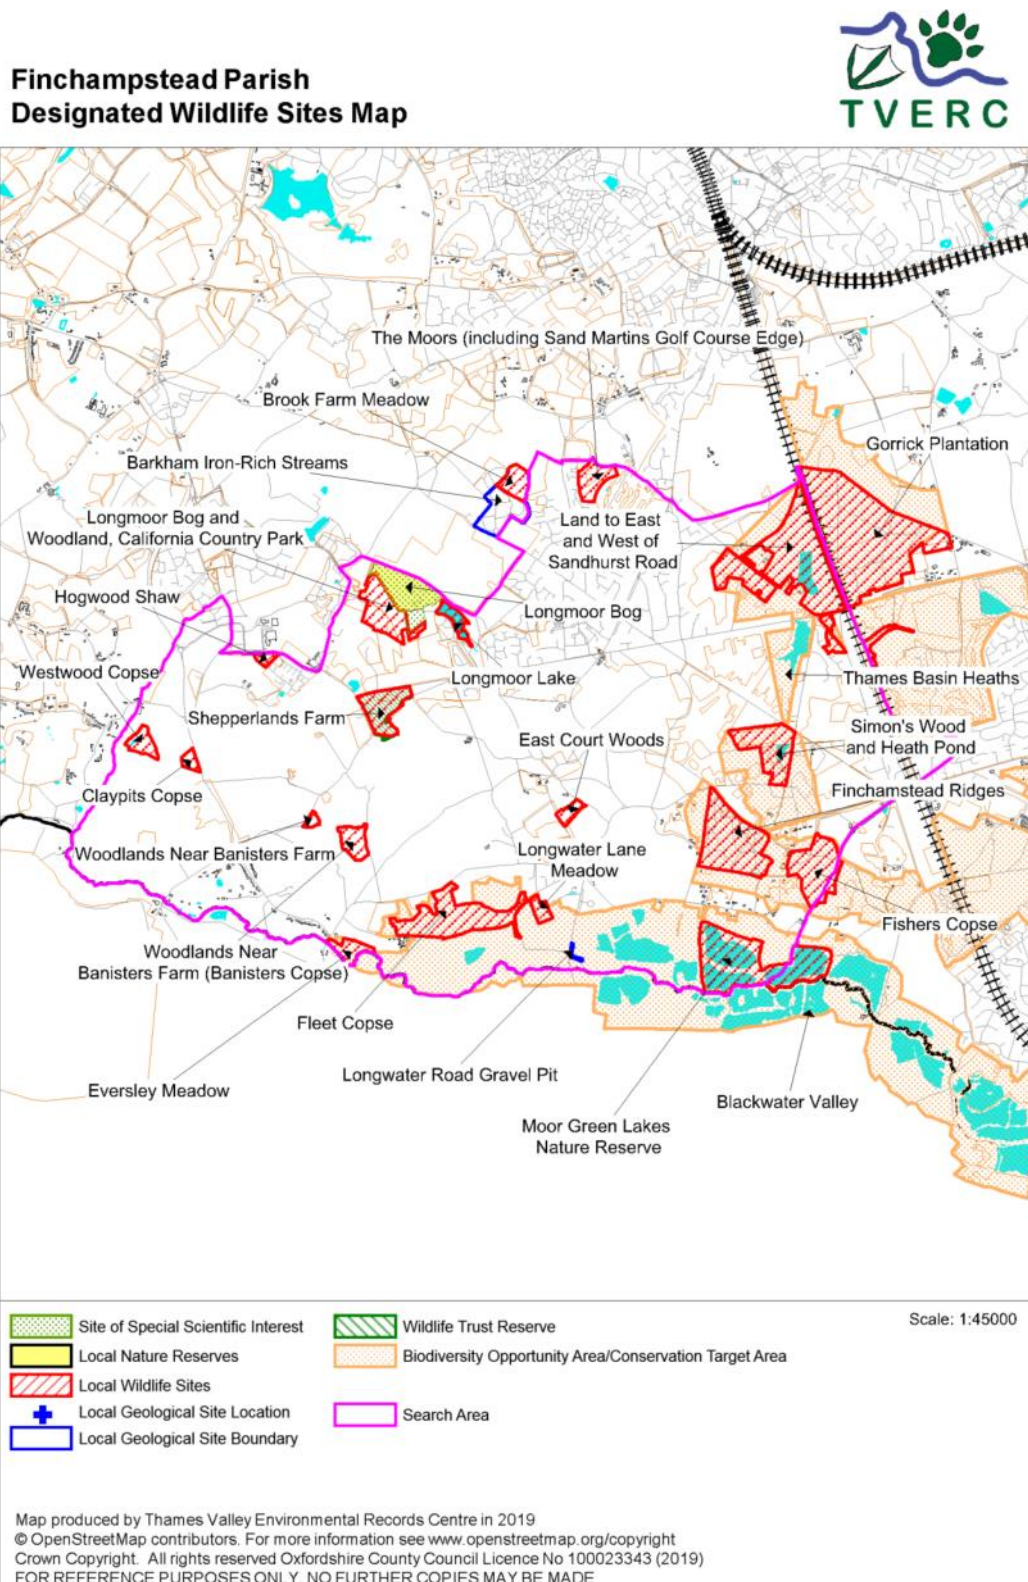 Finchampstead Parish
Designated Wildlife Sites Map
TVERC
The Moors (including Sand Martins Golf Course Edge)
Brook Farm Meadow
Gorrick Plantation
Barkham Iron-Rich Streams
Longmoor Bog and
Woodland, California Country Park
Land to East
and West of
Sandhurst Road
Hogwood Shaw
Longmoor Bog
Westwood Copse
Longmoor Lake
Thames Basin Heaths
Shepperlands Farm
East Court Woods
Simon's Wood
and Heath Pond
Claypits Copse
Finchamstead Ridges
Woodlands Near Banisters Farm
Longwater Lane
Meadow
Fishers Copse
Woodlands Near
Banisters Farm (Banisters Copse)
Fleet Copse
Longwater Road Gravel Pit
Eversley Meadow
Blackwater Valley
Moor Green Lakes
Nature Reserve
Scale: 1:45000
Site of Special Scientific Interest
Wildlife Trust Reserve
Local Nature Reserves
Biodiversity Opportunity Area/Conservation Target Area
Local Wildlife Sites
Local Geological Site Location
Search Area
Local Geological Site Boundary
Map produced by Thames Valley Environmental Records Centre in 2019
© OpenStreetMap contributors. For more information see www.openstreetmap.org/copyright
Crown Copyright. All rights reserved Oxfordshire County Council Licence No 100023343 (2019)
FOR REFERENCE PURPOSES ONLY. NO FURTHER COPIES MAY BE MADE